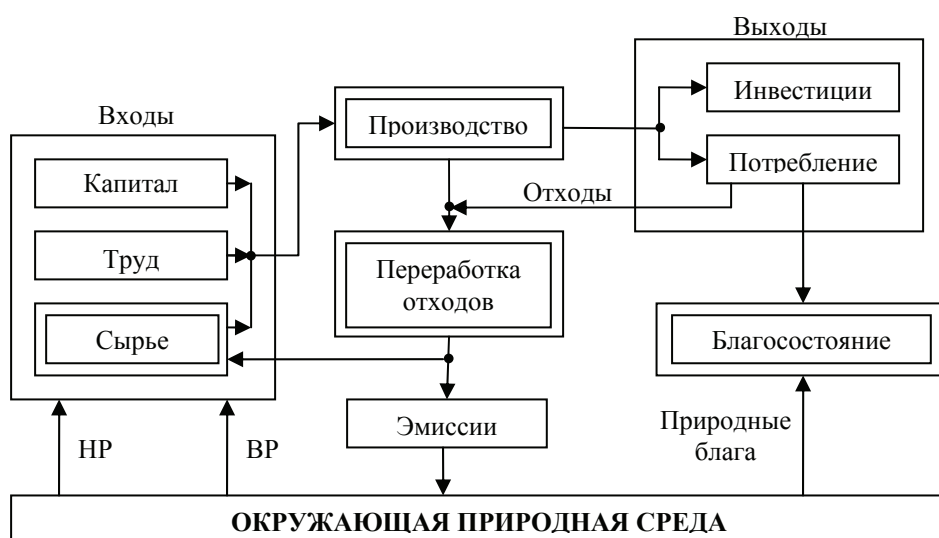 Выходы
Инвестиции
Входы
Производство
Потребление
Капитал
Отходы
Труд
Переработка
отходов
Сырье
Благосостояние
Эмиссии
Природные
блага
НР
ВР
ОКРУЖАЮЩАЯ ПРИРОДНАЯ СРЕДА